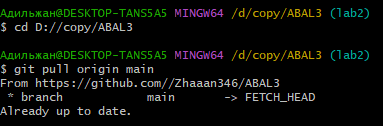 Адильжан@DESKTOP-TANS5A5 MINGW64 /d/copy/ABAL3 (lab2)
$ cd D://copy/ABAL3
Адильжан@DESKTOP-TANS5A5 MINGW64 /d/copy/ABAL3 (lab2)
$ git pull origin main
From https://github.com//Zhaaan346/ABAL3
* branch main -> FETCH_HEAD
Already up to date.